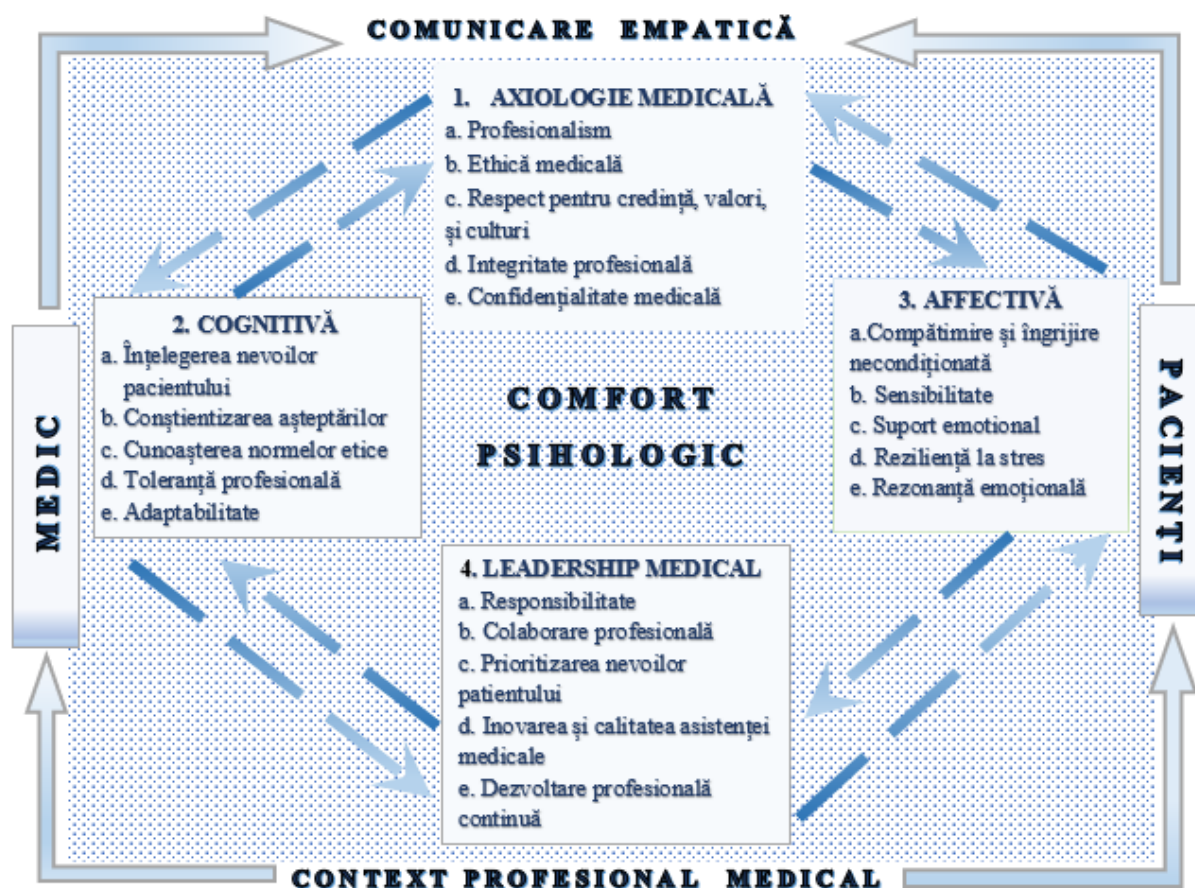 COMUNICARE EMPATICĂ
1. AXIOLOGIE MEDICALĂ
a. Profesionalism
b. Ethică medicală
c. Respect pentru credință, valori,
și culturi
d. Integritate profesională
e. Confidențialitate medicală
2. COGNITIVĂ
a. Înțelegerea nevoilor
pacientului
b. Conștientizarea așteptărilor
c. Cunoașterea normelor etice
d. Toleranță profesională
e. Adaptabilitate
3. AFFECTIVĂ
a.Compătimire și îngrijire
necondiționată
b. Sensibilitate
c. Suport emotional
d. Reziliență la stres
e. Rezonanță emoțională
MEDIC
COMFORT
PSIHOLOGIC
PACIENȚI
4. LEADERSHIP MEDICAL
a. Responsibilitate
b. Colaborare profesională
c. Prioritizarea nevoilor
patientului
d. Inovarea și calitatea asistenței
medicale
e. Dezvoltare profesională
continuă
CONTEXT PROFESIONAL MEDICAL